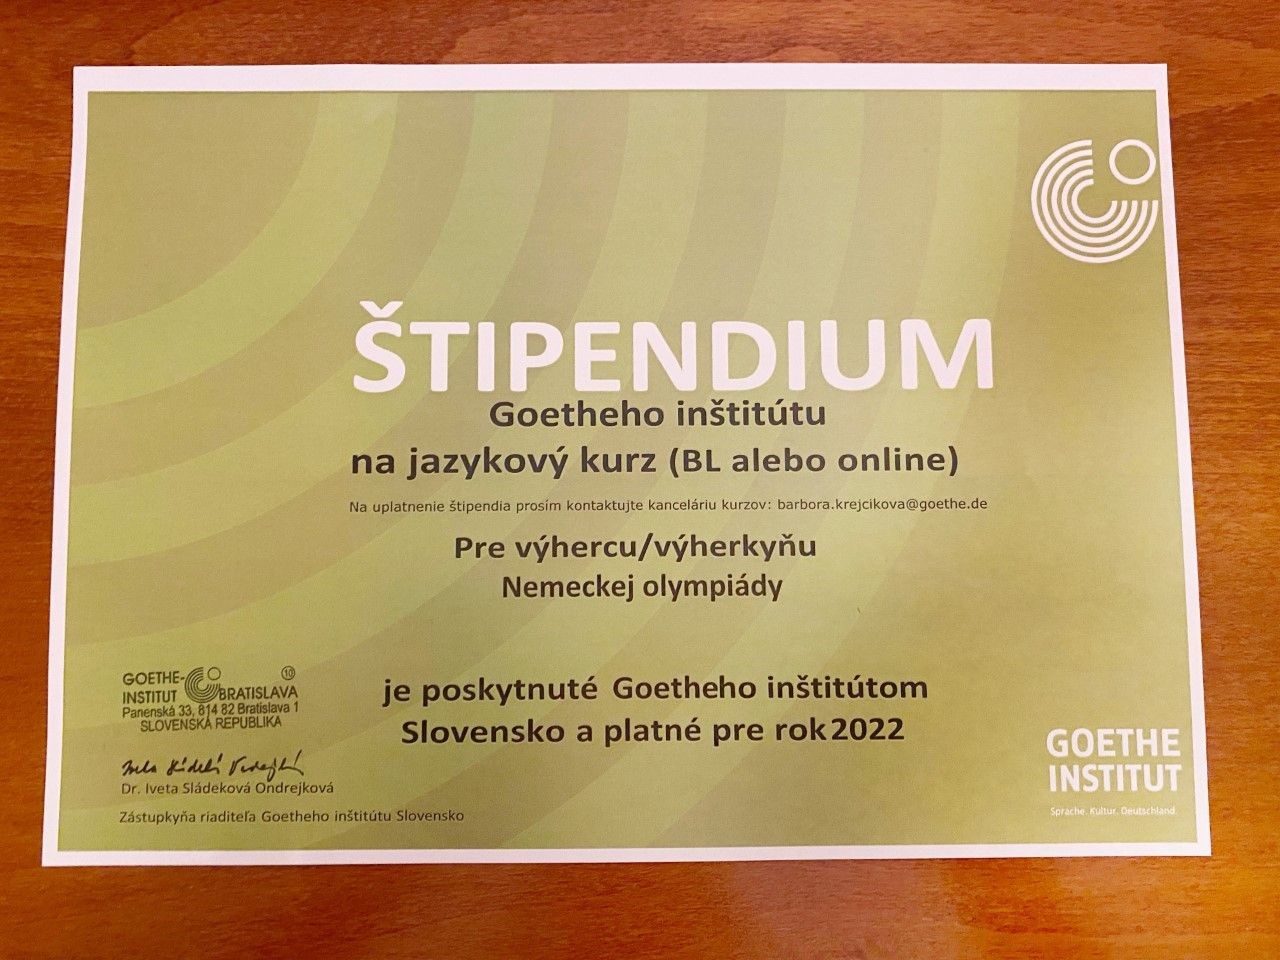 ŠTIPENDIUM
Goetheho inštitútu
na jazykový kurz (BL alebo online)
Na uplatnenie štipendia prosím kontaktujte kanceláriu kurzov: barbora.krejcikova@goethe.de
Pre výhercu/výherkyňu
Nemeckej olympiády
je poskytnuté Goetheho inštitútom
Slovensko a platné pre rok 2022
GOETHE-
INSTITUT BRATISLAVA
10
Panenská 33, 814 82 Bratislava 1
SLOVENSKÁ REPUBLIKA
Dr. Iveta Sládeková Ondrejková
Zástupkyňa riaditeľa Goetheho inštitútu Slovensko
GOETHE
INSTITUT
Sprache. Kultur. Deutschland.